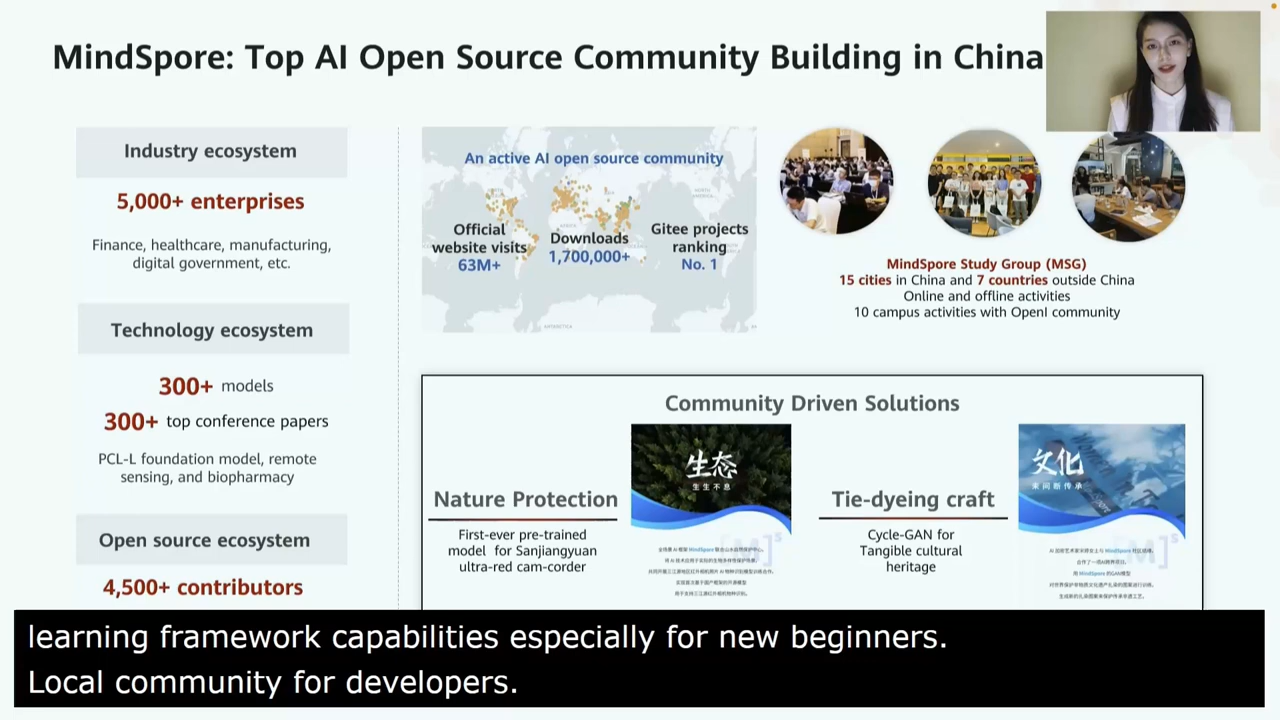 MindSpore: Top AI Open Source Community Building in China
Industry ecosystem
5,000+ enterprises
Finance, healthcare, manufacturing,
digital government, etc.
Technology ecosystem
300+ models
300+ top conference papers
PCL-L foundation model, remote
sensing, and biopharmacy
Open source ecosystem
4,500+ contributors
An active AI open source community
Official
website visits
63M+
Downloads
1,700,000+
Gitee projects
ranking
No. 1
MindSpore Study Group (MSG)
15 cities in China and 7 countries outside China
Online and offline activities
10 campus activities with OpenI community
Community Driven Solutions
Nature Protection
First-ever pre-trained
model for Sanjiangyuan
ultra-red cam-corder
生态
生生不息
Tie-dyeing craft
Cycle-GAN for
Tangible cultural
heritage
文化
learning framework capabilities especially for new beginners.
Local community for developers.